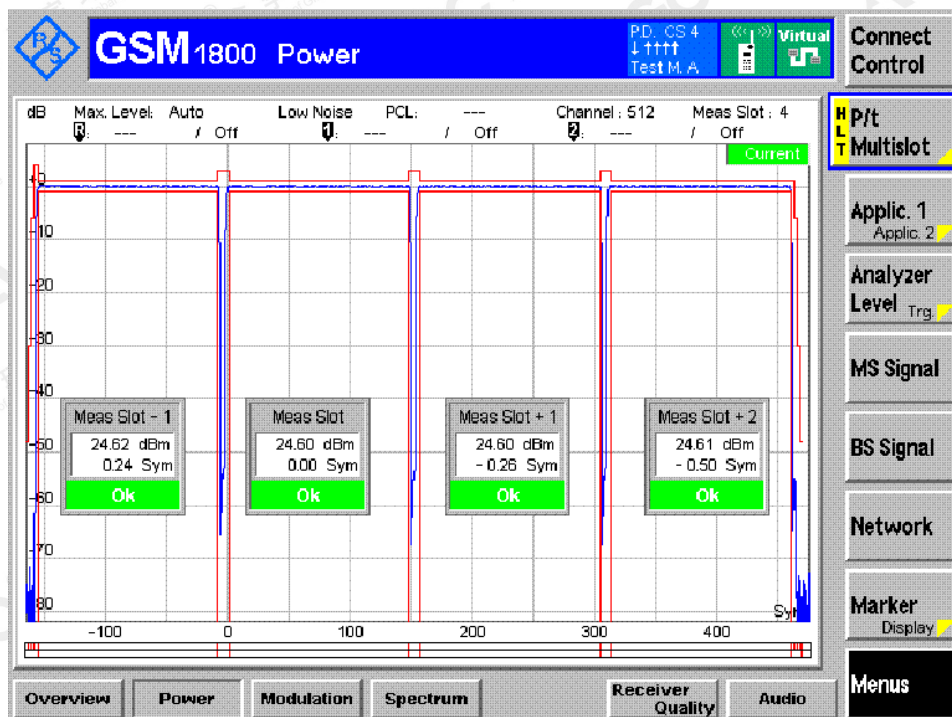 R/S GSM 1800 Power P.D. CS 4 Virtual
Test M. A.
Connect Control
dB Max. Level: Auto Low Noise PCL: --- Channel : 512 Meas Slot : 4
R: --- / Off 1: --- / Off 2: --- / Off
Current
HLT P/t Multislot
Applic. 1
Applic. 2
Analyzer Level Trg.
MS Signal
BS Signal
Network
Marker
Display
Menus
+0
-10
-20
-30
-40
-50
-60
-70
-80
Meas Slot - 1
24.62 dBm
0.24 Sym
Ok
Meas Slot
24.60 dBm
0.00 Sym
Ok
Meas Slot + 1
24.60 dBm
- 0.26 Sym
Ok
Meas Slot + 2
24.61 dBm
- 0.50 Sym
Ok
-100 0 100 200 300 400
Overview Power Modulation Spectrum Receiver Quality Audio